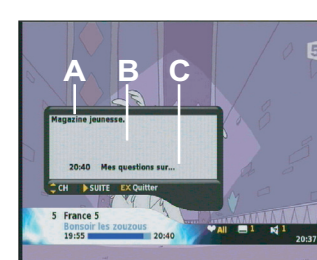 A B C
5
Magazine jeunesse.
20:40 Mes questions sur...
CH SUITE EX Quitter
5 France 5
Bonsoir les zouzous
19:55 20:40
All 1 1
20:37